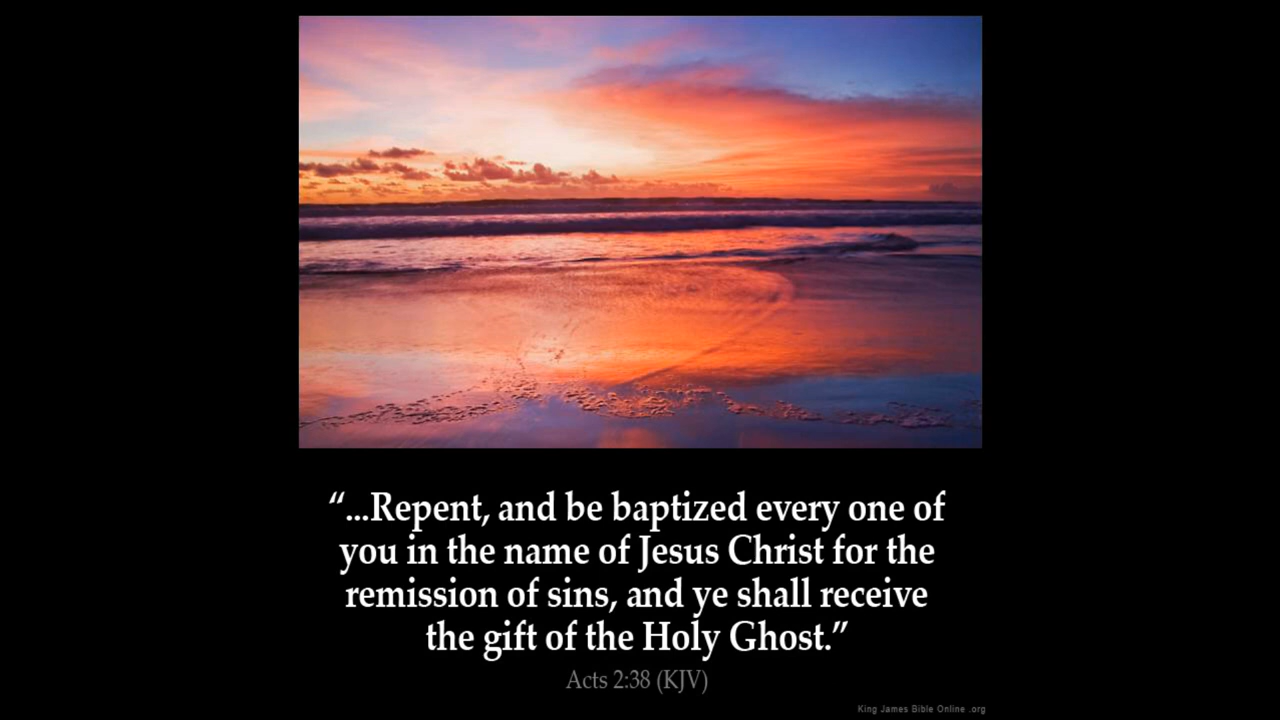 “...Repent, and be baptized every one of
you in the name of Jesus Christ for the
remission of sins, and ye shall receive
the gift of the Holy Ghost.”
Acts 2:38 (KJV)
King James Bible Online .org